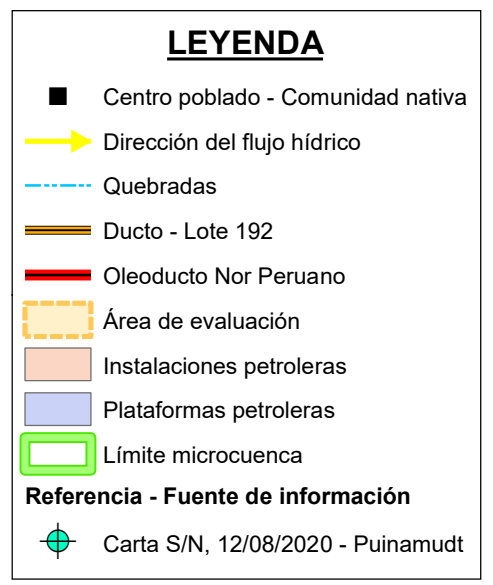 LEYENDA
Centro poblado - Comunidad nativa
Dirección del flujo hídrico
Quebradas
Ducto - Lote 192
Oleoducto Nor Peruano
Área de evaluación
Instalaciones petroleras
Plataformas petroleras
Límite microcuenca
Referencia - Fuente de información
Carta S/N, 12/08/2020 - Puinamudt